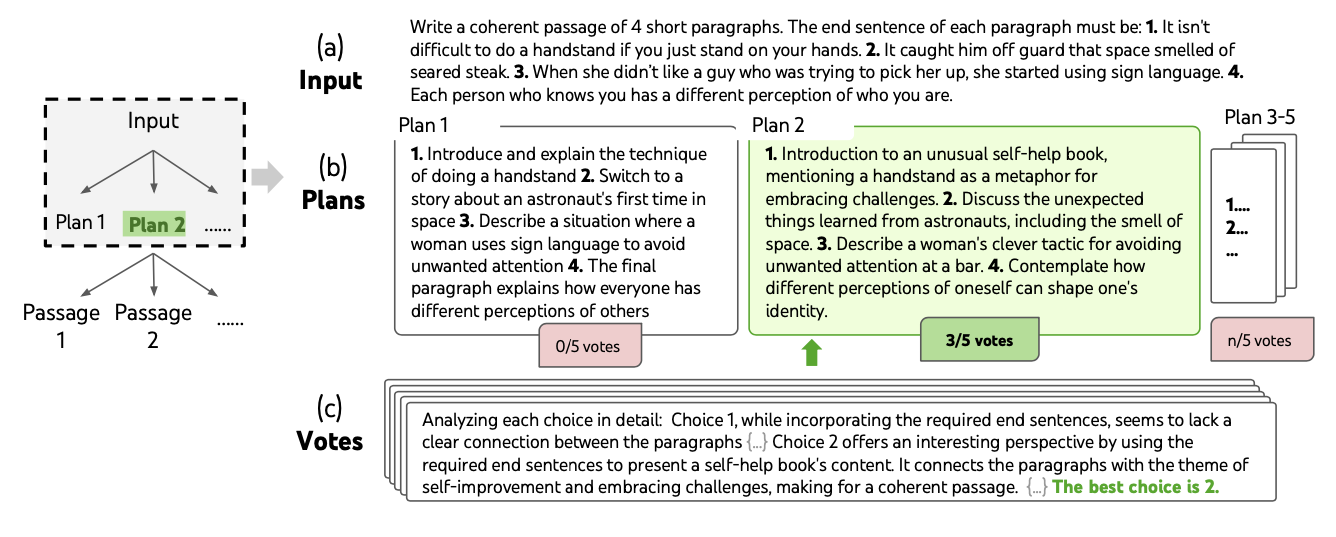 Input
Plan 1
Plan 2
......
Passage
1
Passage
2
......
(a)
Input
Write a coherent passage of 4 short paragraphs. The end sentence of each paragraph must be: 1. It isn't
difficult to do a handstand if you just stand on your hands. 2. It caught him off guard that space smelled of
seared steak. 3. When she didn't like a guy who was trying to pick her up, she started using sign language. 4.
Each person who knows you has a different perception of who you are.
(b)
Plans
Plan 1
1. Introduce and explain the technique
of doing a handstand 2. Switch to a
story about an astronaut's first time in
space 3. Describe a situation where a
woman uses sign language to avoid
unwanted attention 4. The final
paragraph explains how everyone has
different perceptions of others
0/5 votes
Plan 2
1. Introduction to an unusual self-help book,
mentioning a handstand as a metaphor for
embracing challenges. 2. Discuss the unexpected
things learned from astronauts, including the smell of
space. 3. Describe a woman's clever tactic for avoiding
unwanted attention at a bar. 4. Contemplate how
different perceptions of oneself can shape one's
identity.
3/5 votes
Plan 3-5
1....
2...
...
n/5 votes
(c)
Votes
Analyzing each choice in detail: Choice 1, while incorporating the required end sentences, seems to lack a
clear connection between the paragraphs {...} Choice 2 offers an interesting perspective by using the
required end sentences to present a self-help book's content. It connects the paragraphs with the theme of
self-improvement and embracing challenges, making for a coherent passage. {...} The best choice is 2.